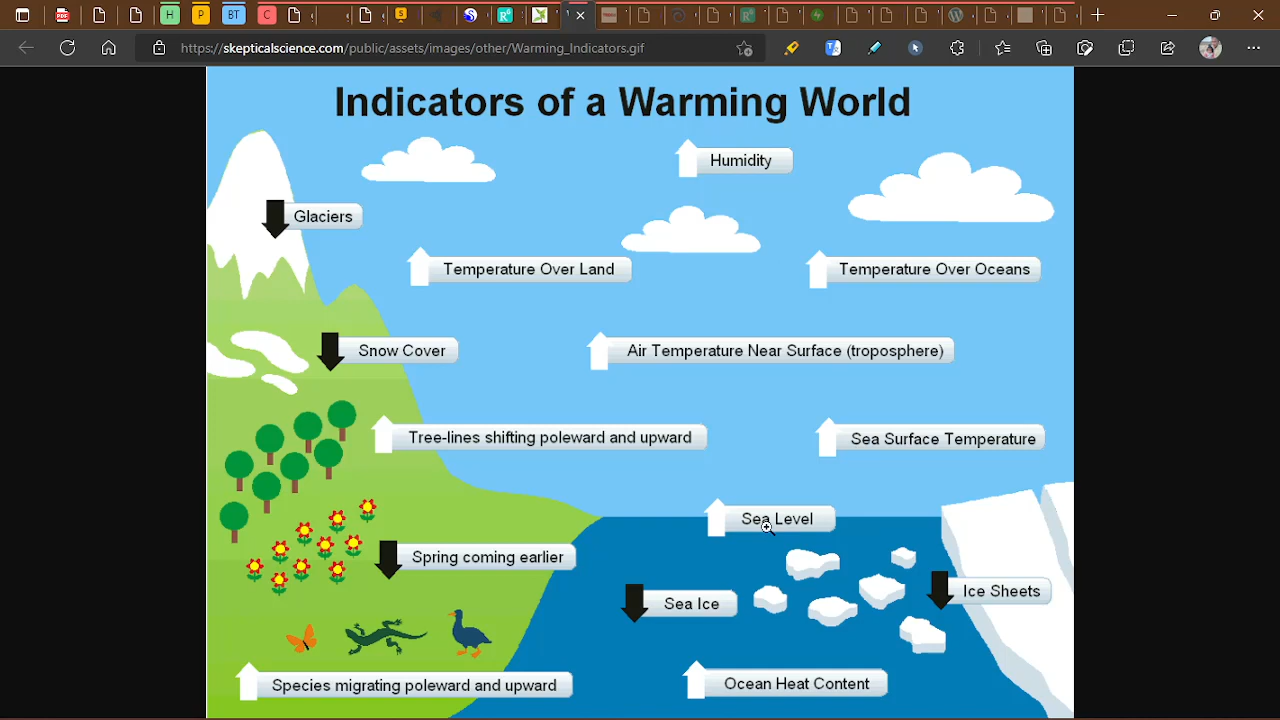 H P BT C
https://skepticalscience.com/public/assets/images/other/Warming_Indicators.gif
Indicators of a Warming World
Humidity
Glaciers
Temperature Over Land
Temperature Over Oceans
Snow Cover
Air Temperature Near Surface (troposphere)
Tree-lines shifting poleward and upward
Sea Surface Temperature
Sea Level
Spring coming earlier
Ice Sheets
Sea Ice
Species migrating poleward and upward
Ocean Heat Content